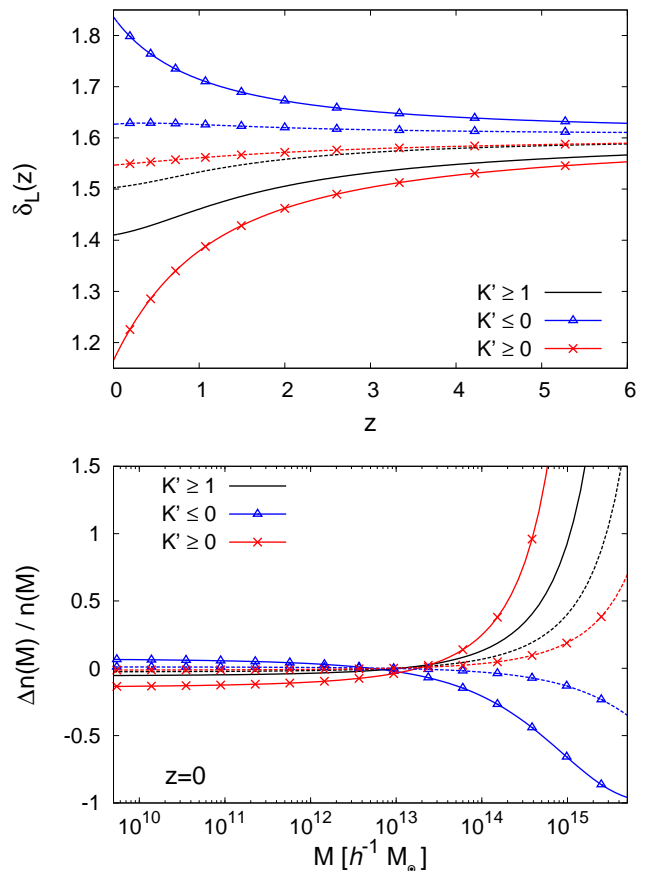 δL(z)
1.8
1.7
1.6
1.5
1.4
1.3
1.2
K' ≥ 1
K' ≤ 0
K' ≥ 0
0 1 2 3 4 5 6
z
Δn(M) / n(M)
1.5
1
0.5
0
-0.5
-1
K' ≥ 1
K' ≤ 0
K' ≥ 0
z=0
10^10 10^11 10^12 10^13 10^14 10^15
M [h^-1 M⊙]